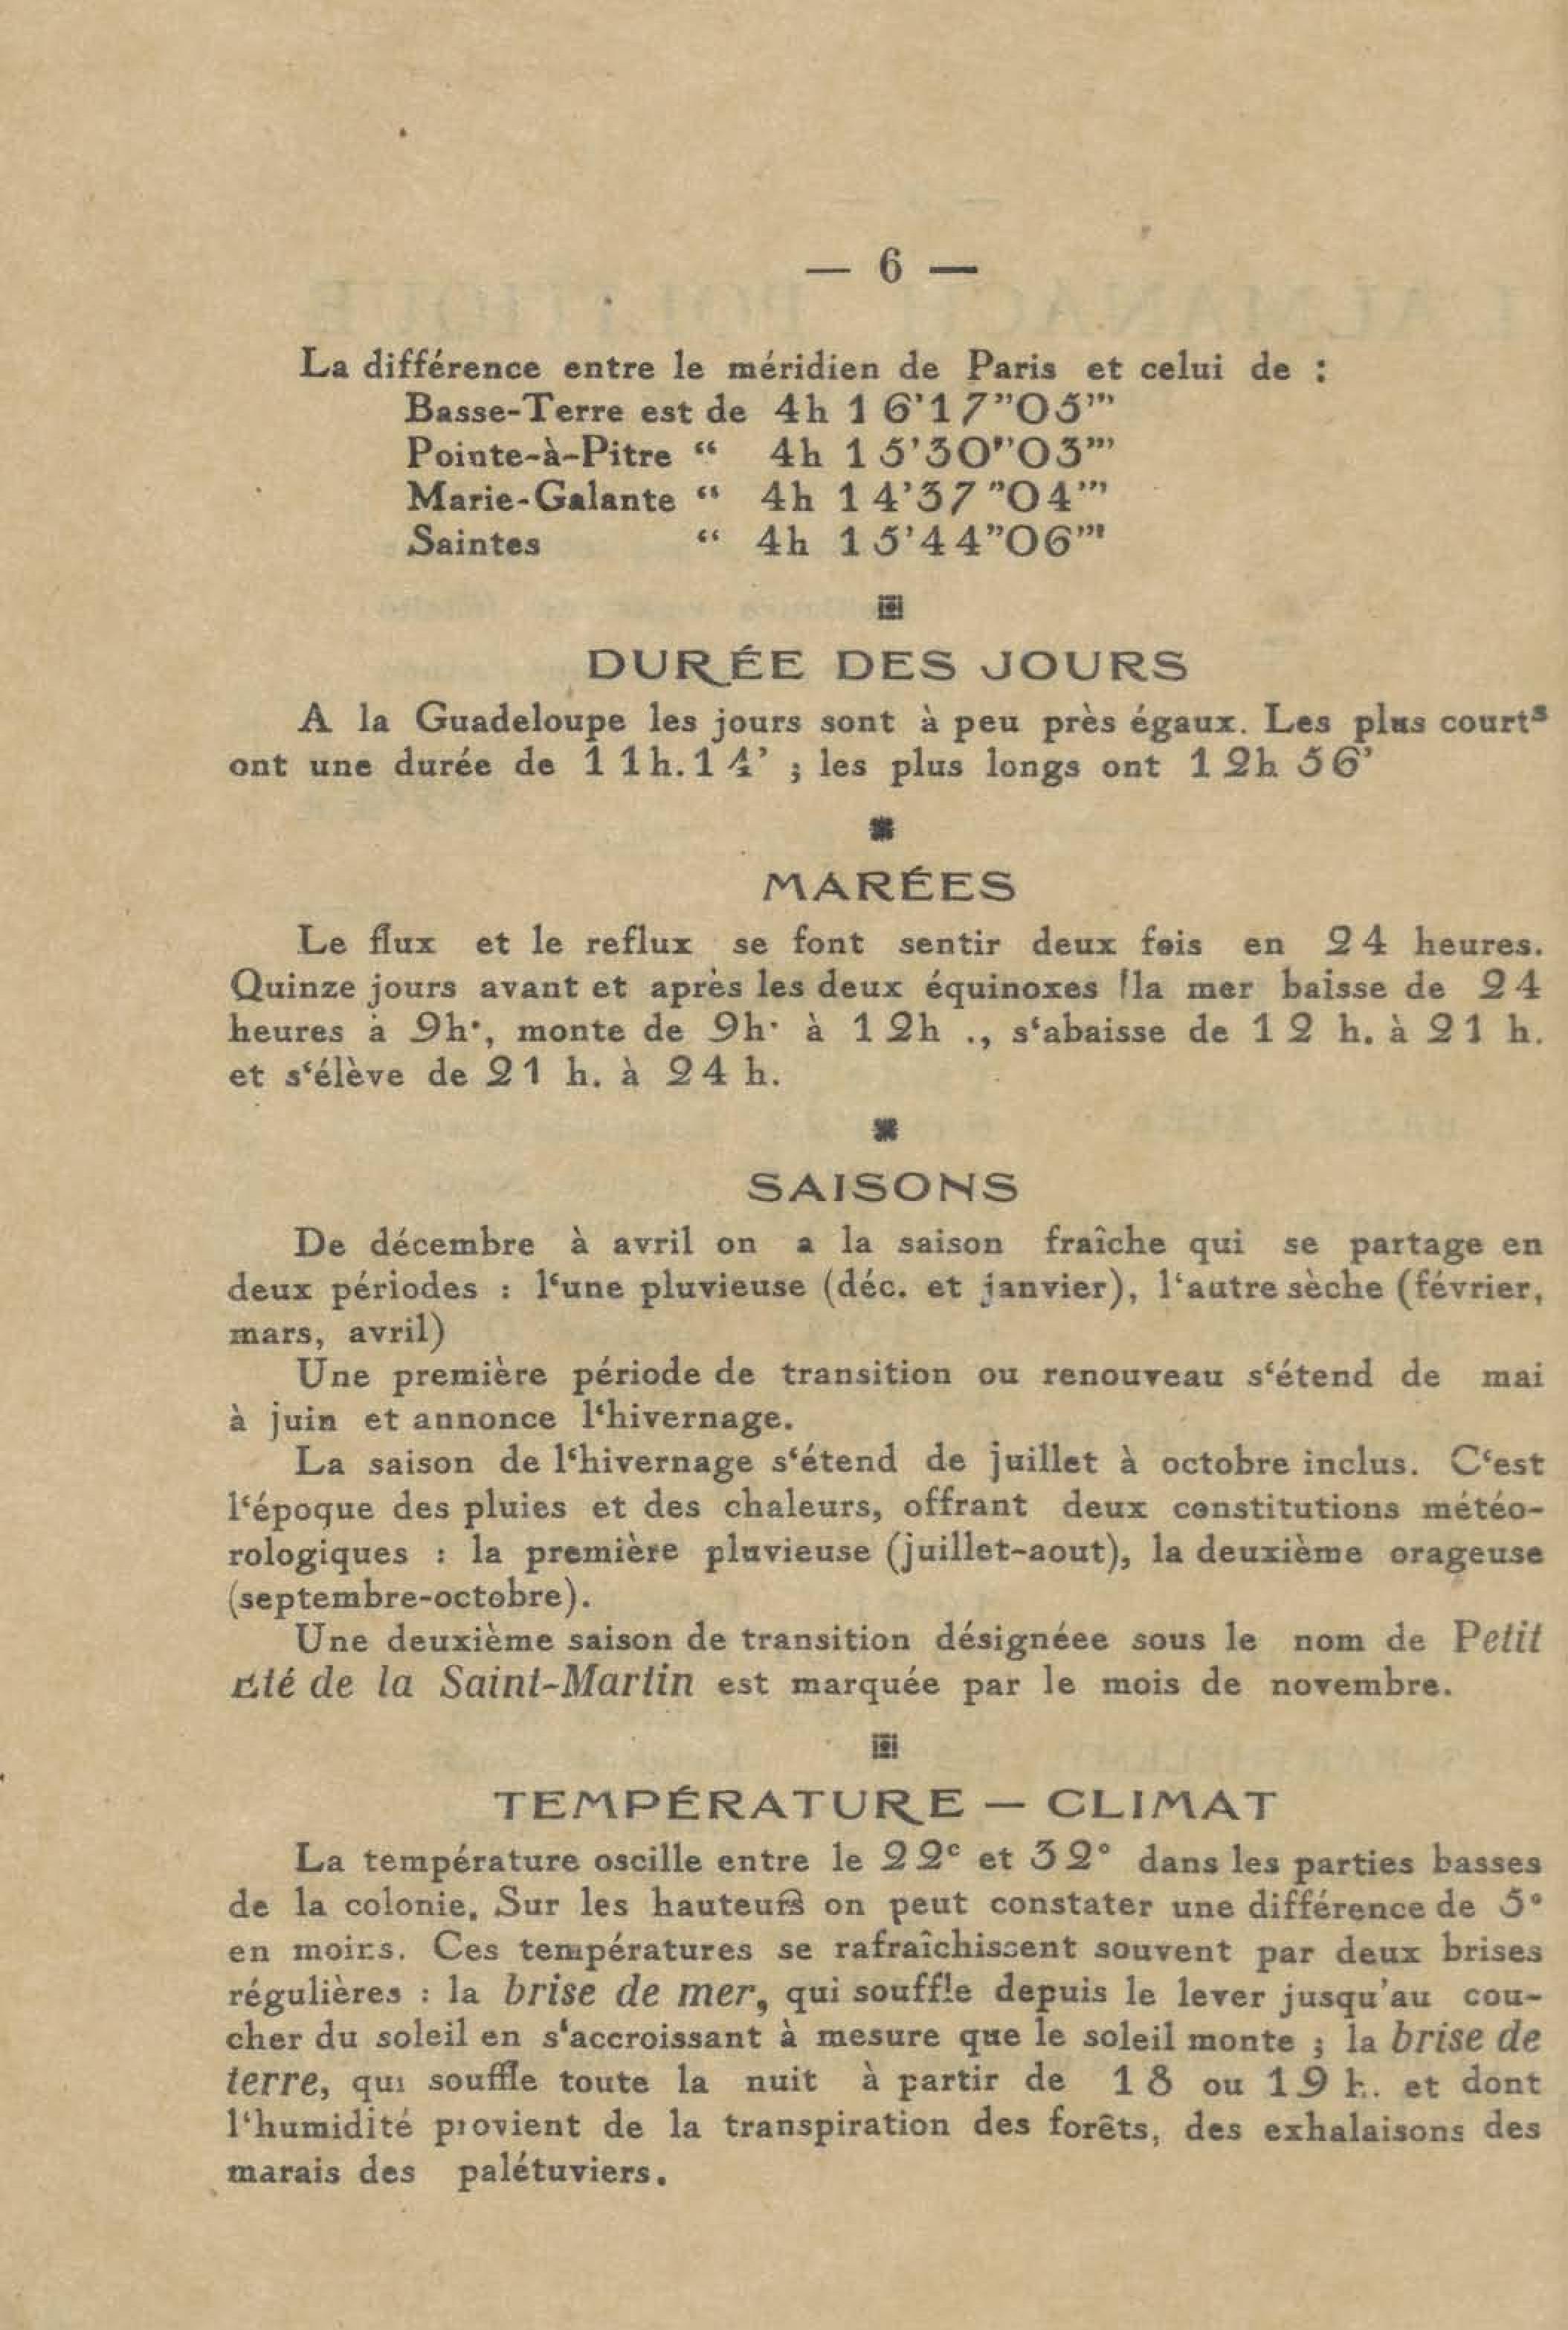 — 6 —
La différence entre le méridien de Paris et celui de :
Basse-Terre est de 4h 16'17"05'"
Pointe-à-Pitre “ 4h 15'30"03'"
Marie-Galante “ 4h 14'37"04'"
Saintes “ 4h 15'44"06'"
DURÉE DES JOURS
A la Guadeloupe les jours sont à peu près égaux. Les plus courts
ont une durée de 11h.14' ; les plus longs ont 12h 56'
MARÉES
Le flux et le reflux se font sentir deux fois en 24 heures.
Quinze jours avant et après les deux équinoxes la mer baisse de 24
heures à 9h·, monte de 9h· à 12h ., s‘abaisse de 12 h. à 21 h.
et s‘élève de 21 h. à 24 h.
SAISONS
De décembre à avril on a la saison fraîche qui se partage en
deux périodes : l‘une pluvieuse (déc. et janvier), l‘autre sèche (février,
mars, avril)
Une première période de transition ou renouveau s‘étend de mai
à juin et annonce l‘hivernage.
La saison de l‘hivernage s‘étend de juillet à octobre inclus. C‘est
l‘époque des pluies et des chaleurs, offrant deux constitutions météo-
rologiques : la première pluvieuse (juillet-aout), la deuxième orageuse
(septembre-octobre).
Une deuxième saison de transition désignéee sous le nom de Petit
Été de la Saint-Martin est marquée par le mois de novembre.
TEMPÉRATURE — CLIMAT
La température oscille entre le 22° et 32° dans les parties basses
de la colonie. Sur les hauteurs on peut constater une différence de 5°
en moins. Ces températures se rafraîchissent souvent par deux brises
régulières : la brise de mer, qui souffle depuis le lever jusqu'au cou-
cher du soleil en s‘accroissant à mesure que le soleil monte ; la brise de
terre, qui souffle toute la nuit à partir de 18 ou 19 h. et dont
l‘humidité provient de la transpiration des forêts, des exhalaisons des
marais des palétuviers.